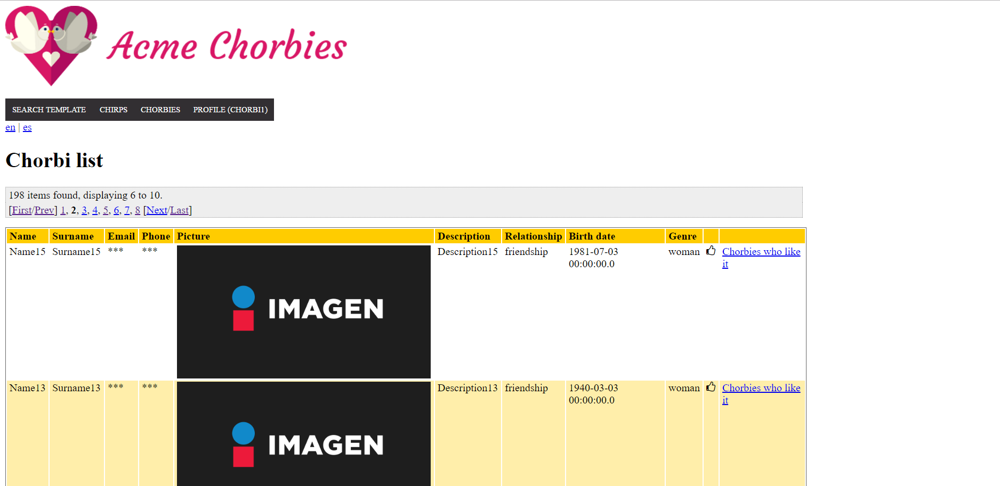 Acme Chorbies
SEARCH TEMPLATE CHIRPS CHORBIES PROFILE (CHORBI1)
en | es
Chorbi list
198 items found, displaying 6 to 10.
[First/Prev] 1, 2, 3, 4, 5, 6, 7, 8 [Next/Last]
Name Surname Email Phone Picture Description Relationship Birth date Genre
Name15 Surname15 *** *** Description15 friendship 1981-07-03 woman Chorbies who like
00:00:00.0 it
IMAGEN
Name13 Surname13 *** *** Description13 friendship 1940-03-03 woman Chorbies who like
00:00:00.0 it
IMAGEN